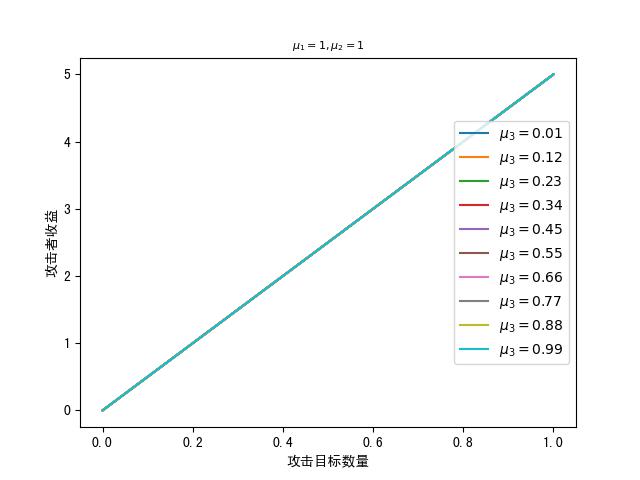 μ₁ = 1, μ₂ = 1
5
4
3
2
1
0
攻击者收益
μ₃ = 0.01
μ₃ = 0.12
μ₃ = 0.23
μ₃ = 0.34
μ₃ = 0.45
μ₃ = 0.55
μ₃ = 0.66
μ₃ = 0.77
μ₃ = 0.88
μ₃ = 0.99
0.0 0.2 0.4 0.6 0.8 1.0
攻击目标数量